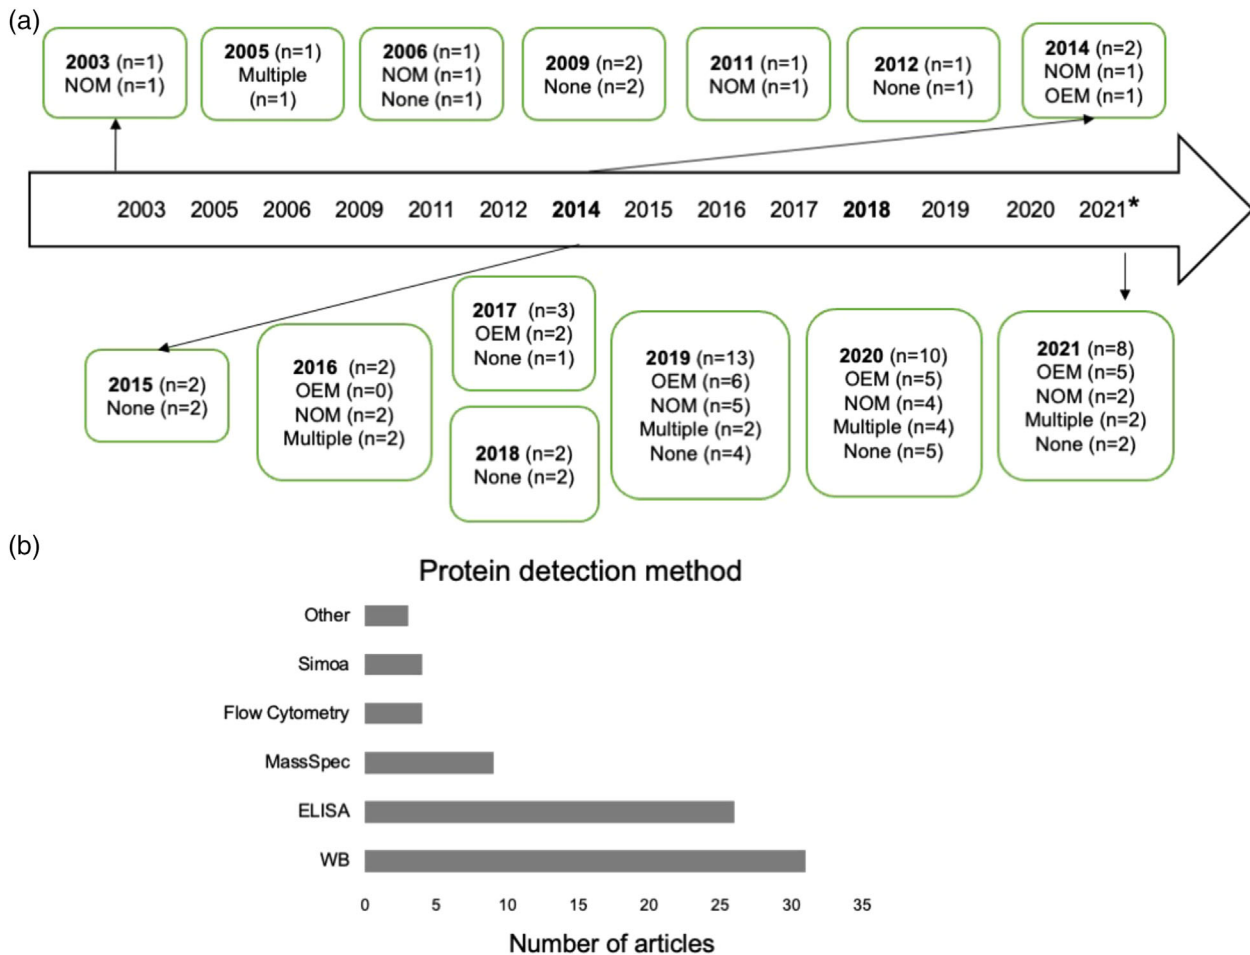 (a)
2003 (n=1)
NOM (n=1)
2005 (n=1)
Multiple
(n=1)
2006 (n=1)
NOM (n=1)
None (n=1)
2009 (n=2)
None (n=2)
2011 (n=1)
NOM (n=1)
2012 (n=1)
None (n=1)
2014 (n=2)
NOM (n=1)
OEM (n=1)
2003 2005 2006 2009 2011 2012 2014 2015 2016 2017 2018 2019 2020 2021*
2015 (n=2)
None (n=2)
2016 (n=2)
OEM (n=0)
NOM (n=2)
Multiple (n=2)
2017 (n=3)
OEM (n=2)
None (n=1)
2018 (n=2)
None (n=2)
2019 (n=13)
OEM (n=6)
NOM (n=5)
Multiple (n=2)
None (n=4)
2020 (n=10)
OEM (n=5)
NOM (n=4)
Multiple (n=4)
None (n=5)
2021 (n=8)
OEM (n=5)
NOM (n=2)
Multiple (n=2)
None (n=2)
(b)
Protein detection method
Other
Simoa
Flow Cytometry
MassSpec
ELISA
WB
0 5 10 15 20 25 30 35
Number of articles